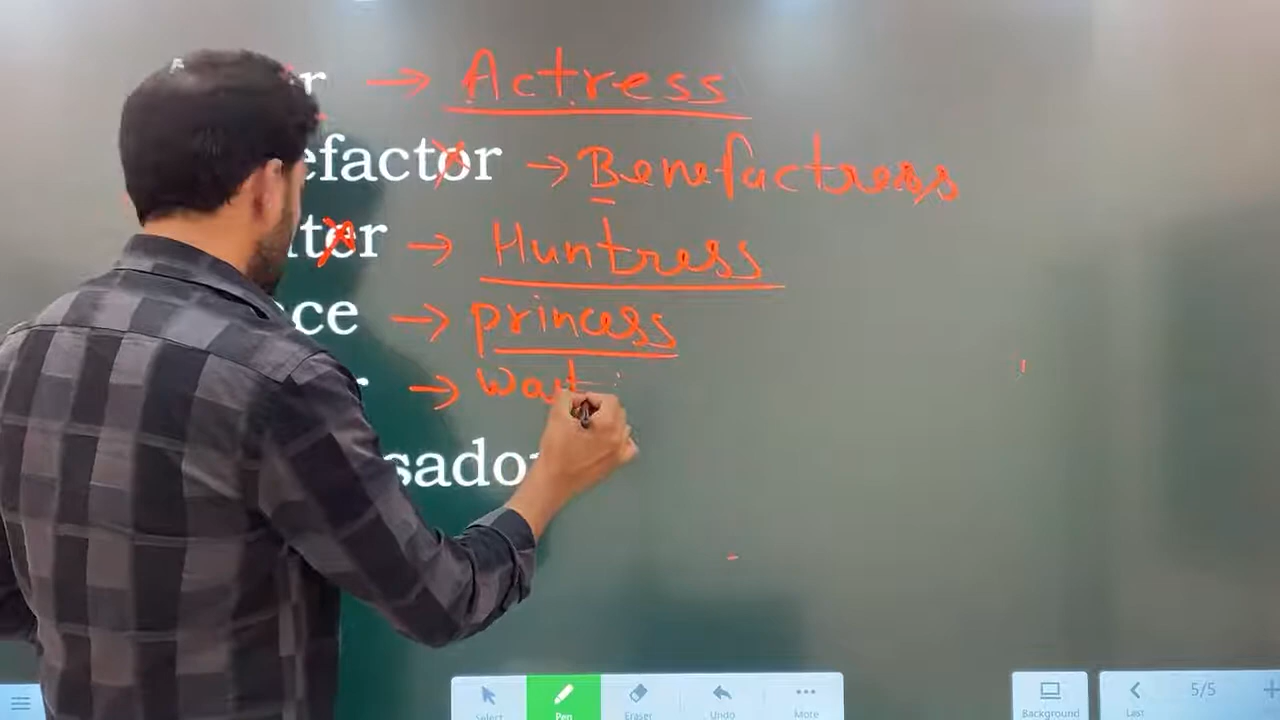 r → Actress
efactor → Benefactress
ter → Huntress
ce → princess
r → Wait
sador
Select Pen Eraser Undo More Background Last 5/5